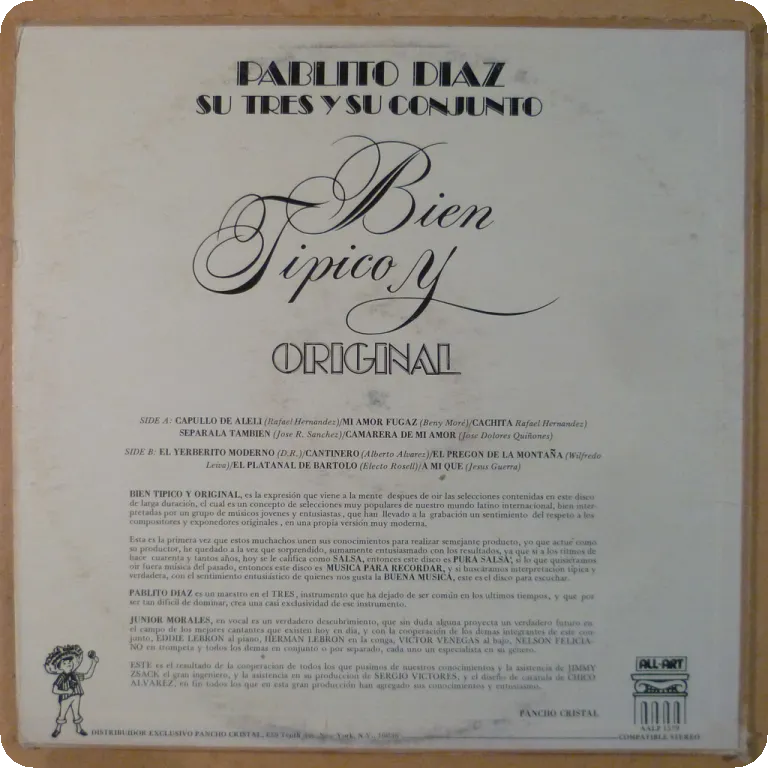 PABLITO DIAZ
SU TRES Y SU CONJUNTO
Bien
Tipico Y
ORIGINAL
SIDE A: CAPULLO DE ALELI (Rafael Hernandez)/MI AMOR FUGAZ (Beny Moré)/CACHITA Rafael Hernandez)
SEPARALA TAMBIEN (Jose R. Sanchez)/CAMARERA DE MI AMOR (Jose Dolores Quiñones)
SIDE B: EL YERBERITO MODERNO (D.R.)/CANTINERO (Alberto Alvarez)/EL PREGON DE LA MONTAÑA (Wilfredo
Leiva)/EL PLATANAL DE BARTOLO (Electo Rosell)/A MI QUE (Jesus Guerra)
BIEN TIPICO Y ORIGINAL, es la expresión que viene a la mente despues de oir las selecciones contenidas en este disco
de larga duración, el cual es un concepto de selecciones muy populares de nuestro mundo latino internacional, bien inter-
pretadas por un grupo de músicos jovenes y entusiastas, que han llevado a la grabación un sentimiento del respeto a los
compositores y exponedores originales, en una propia versión muy moderna.
Esta es la primera vez que estos muchachos unen sus conocimientos para realizar semejante producto, yo que actué como
su productor, he quedado a la vez que sorprendido, sumamente entusiasmado con los resultados, ya que si a los ritmos de
hace cuarenta y tantos años, hoy se le califica como SALSA, entonces este disco es PURA SALSA, si lo que quisiéramos
oir fuera música del pasado, entonces este disco es MUSICA PARA RECORDAR, y si buscáramos interpretación típica y
verdadera, con el sentimiento entusiástico de quienes nos gusta la BUENA MUSICA, este es el disco para escuchar.
PABLITO DIAZ es un maestro en el TRES, instrumento que ha dejado de ser común en los ultimos tiempos, y que por
ser tan dificil de dominar, crea una casi exclusividad de ese instrumento.
JUNIOR MORALES, en vocal es un verdadero descubrimiento, que sin duda alguna proyecta un verdadero futuro en
el campo de los mejores cantantes que existen hoy en día, y con la cooperación de los demas integrantes de este con-
junto, EDDIE LEBRON al piano, HERMAN LEBRON en la conga, VICTOR VENEGAS al bajo, NELSON FELICIA-
NO en trompeta y todos los demas en conjunto o por separado, cada uno un especialista en su género.
ESTE es el resultado de la cooperacion de todos los que pusimos de nuestros conocimientos y la asistencia de JIMMY
ZSACK el gran ingeniero, y la asistencia en su producción de SERGIO VICTORES, y el diseño de carátula de CHICO
ALVAREZ, en fin todos los que en esta gran producción han agregado sus conocimientos y entusiasmo.
PANCHO CRISTAL
ALL-ART
AALP 1579
COMPATIBLE STEREO
DISTRIBUIDOR EXCLUSIVO PANCHO CRISTAL, New York, N.Y.